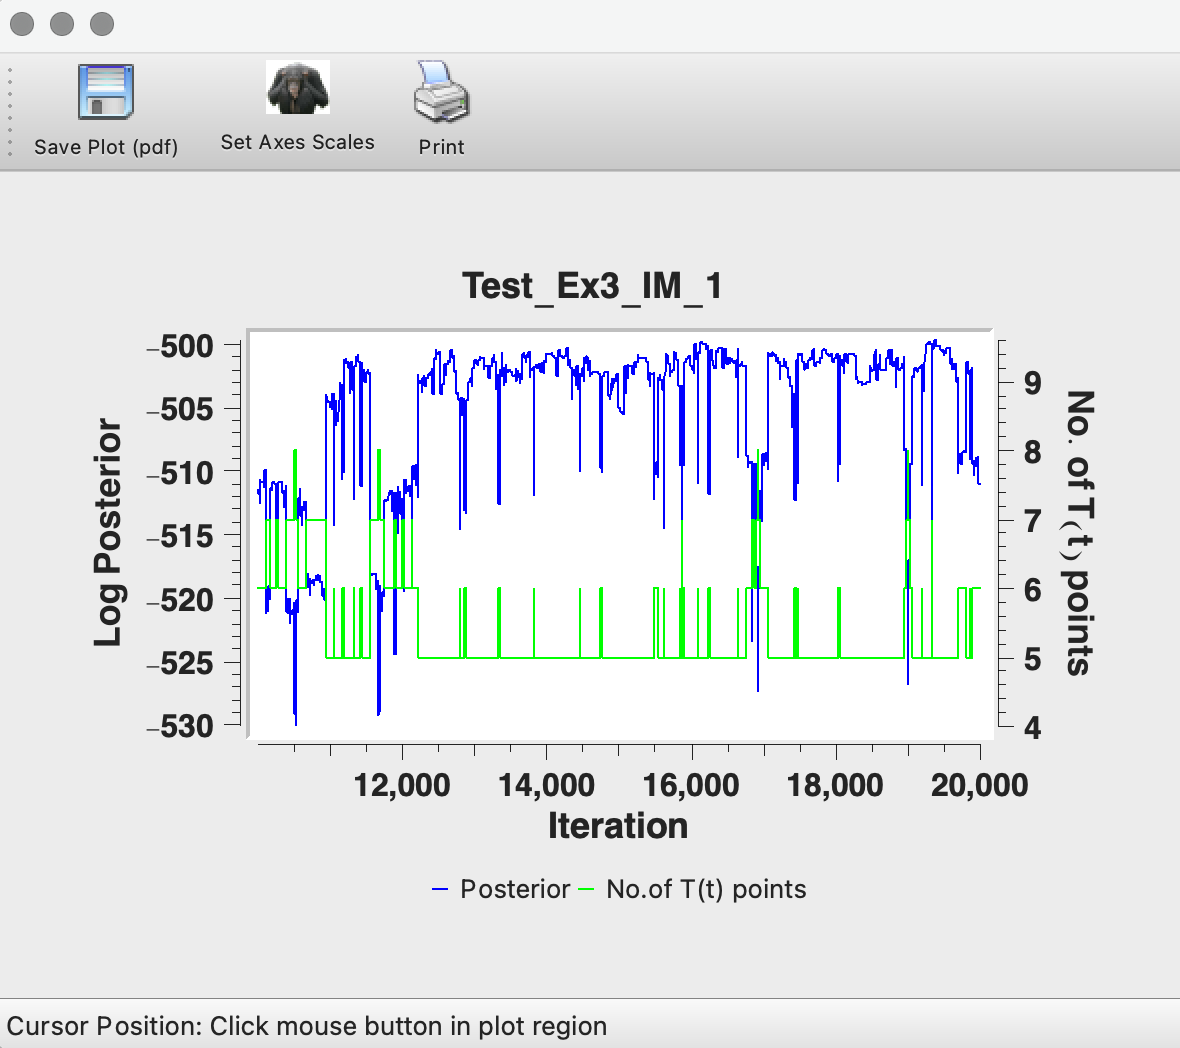 Save Plot (pdf)
Set Axes Scales
Print
Test_Ex3_IM_1
Log Posterior
−500
−505
−510
−515
−520
−525
−530
9
8
7
6
5
4
No. of T(t) points
12,000
14,000
16,000
18,000
20,000
Iteration
Posterior
No.of T(t) points
Cursor Position: Click mouse button in plot region